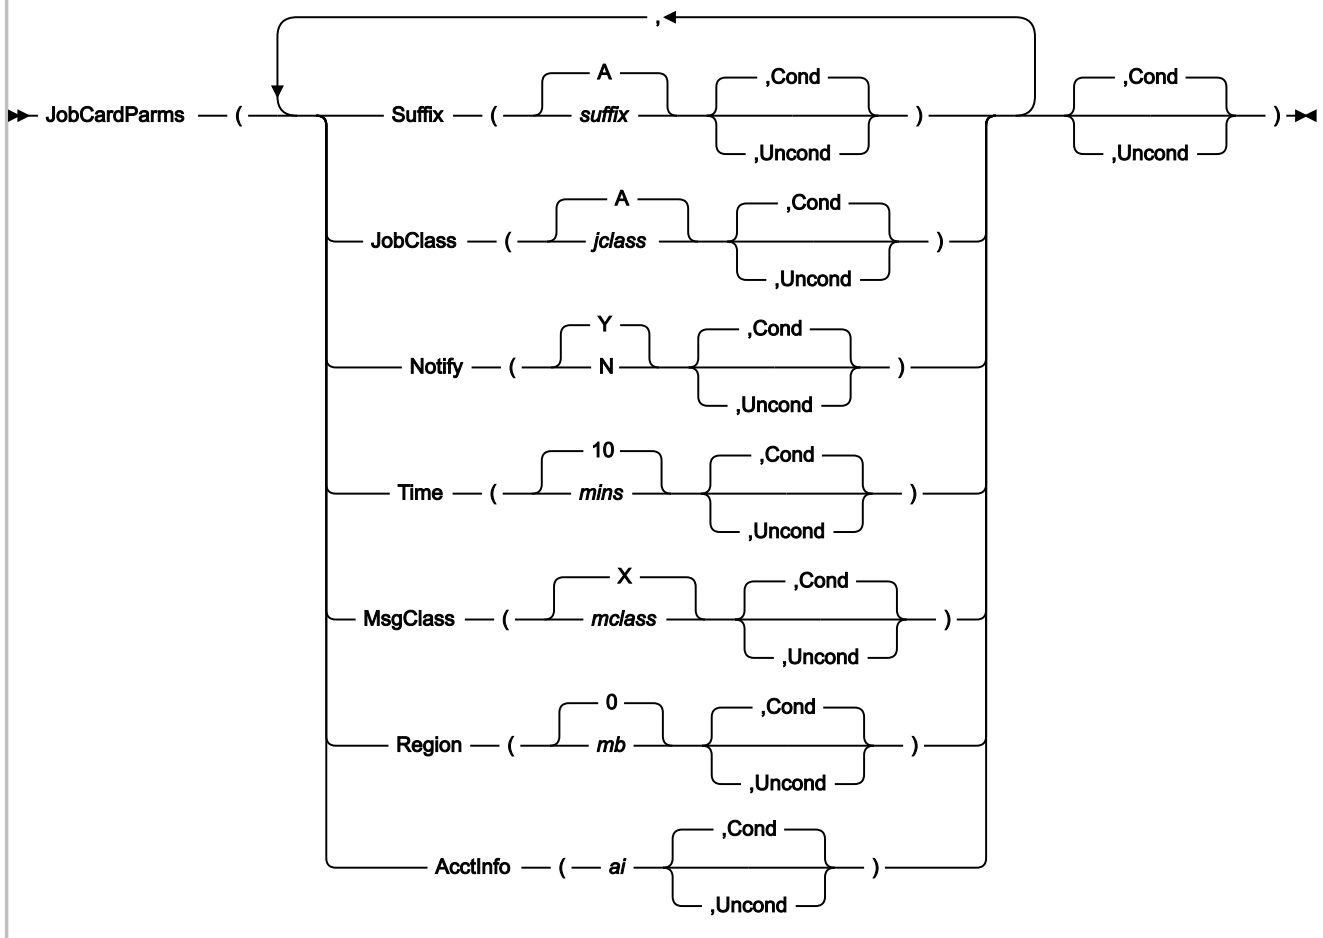 ,
A ,Cond ,Cond
JobCardParms ( Suffix ( suffix ) )
,Uncond ,Uncond
A ,Cond
JobClass ( jclass )
,Uncond
Y ,Cond
Notify ( N )
,Uncond
10 ,Cond
Time ( mins )
,Uncond
X ,Cond
MsgClass ( mclass )
,Uncond
0 ,Cond
Region ( mb )
,Uncond
,Cond
AcctInfo ( ai )
,Uncond